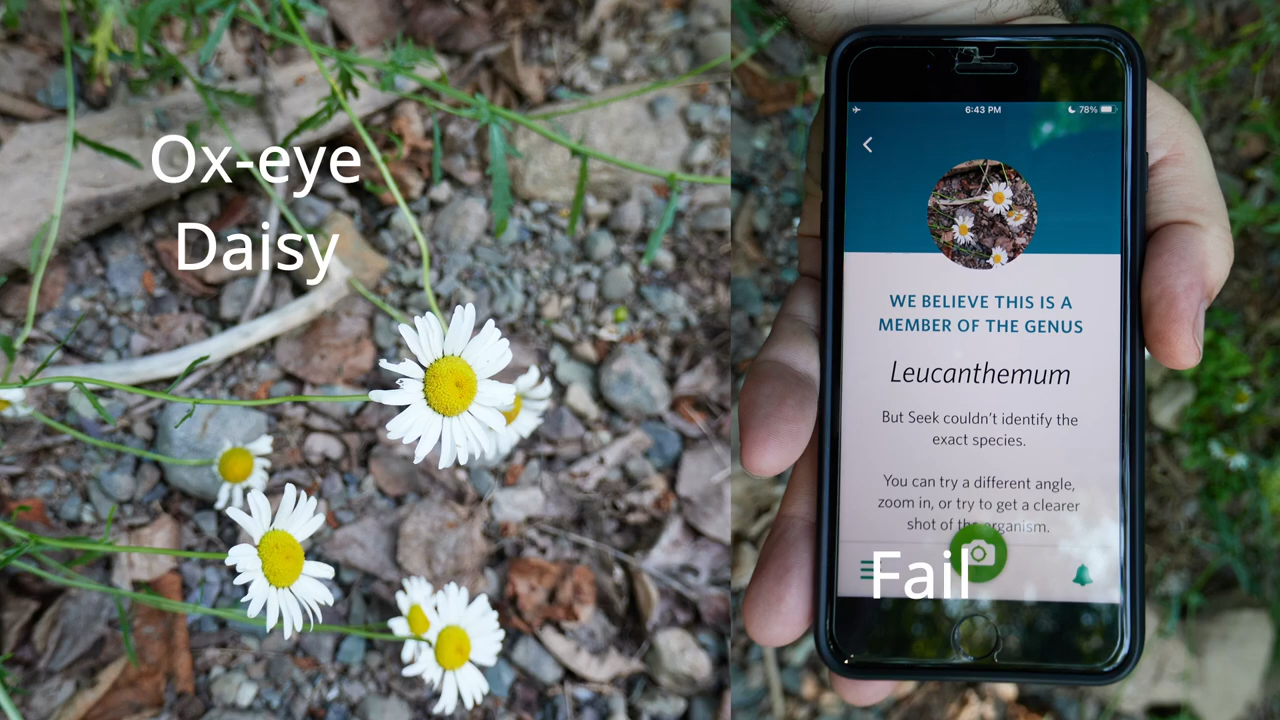 Ox-eye
Daisy
6:43 PM
78%
WE BELIEVE THIS IS A
MEMBER OF THE GENUS
Leucanthemum
But Seek couldn't identify the
exact species.
You can try a different angle,
zoom in, or try to get a clearer
shot of the organism.
Fail